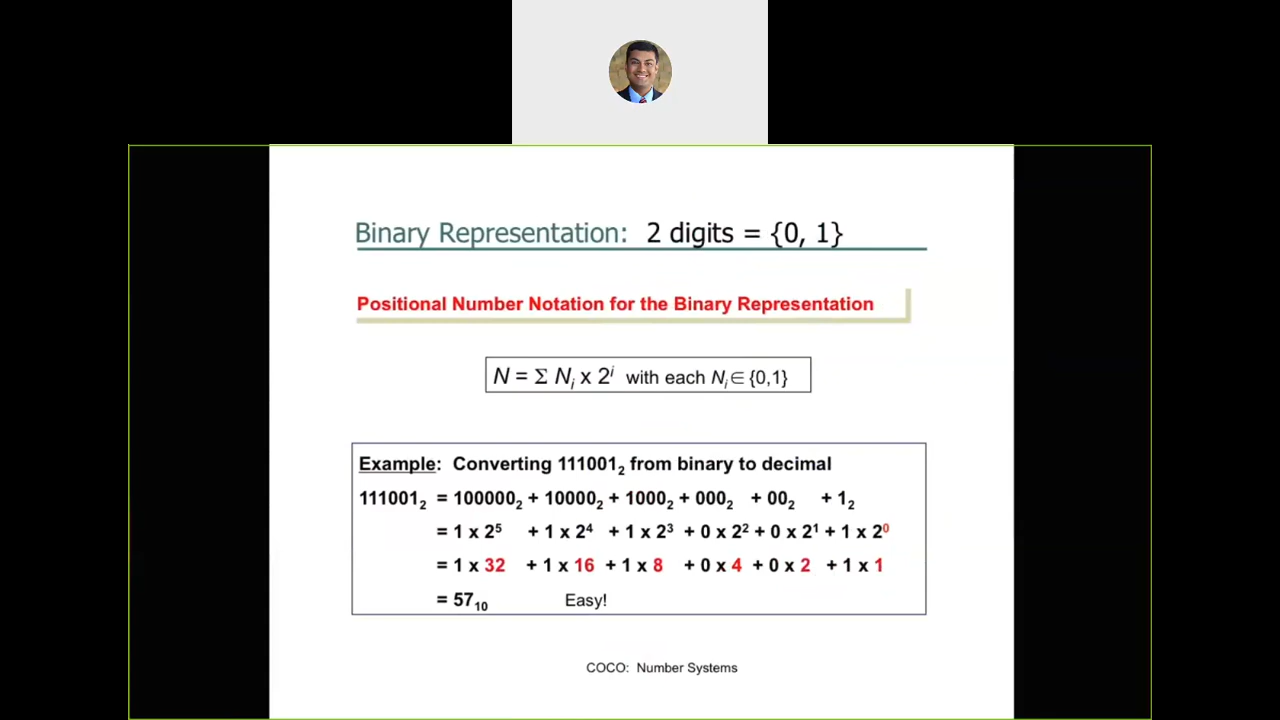 Binary Representation: 2 digits = {0, 1}
Positional Number Notation for the Binary Representation
N = Σ Nᵢ x 2ⁱ with each Nᵢ ∈ {0,1}
Example: Converting 111001₂ from binary to decimal
111001₂ = 100000₂ + 10000₂ + 1000₂ + 000₂ + 00₂ + 1₂
= 1 x 2⁵ + 1 x 2⁴ + 1 x 2³ + 0 x 2² + 0 x 2¹ + 1 x 2⁰
= 1 x 32 + 1 x 16 + 1 x 8 + 0 x 4 + 0 x 2 + 1 x 1
= 57₁₀ Easy!
COCO: Number Systems